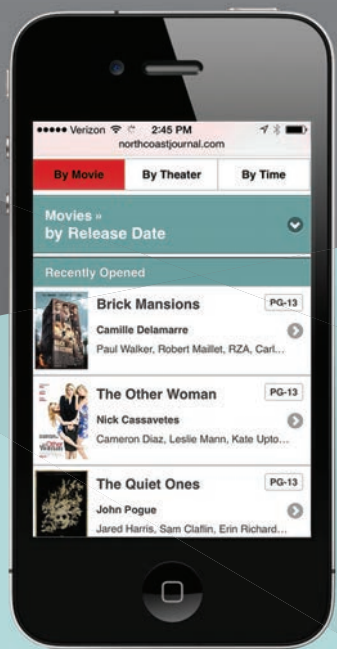 Verizon 2:45 PM
northcoastjournal.com
By Movie By Theater By Time
Movies »
by Release Date
Recently Opened
Brick Mansions PG-13
Camille Delamarre
Paul Walker, Robert Maillet, RZA, Carl...
The Other Woman PG-13
Nick Cassavetes
Cameron Diaz, Leslie Mann, Kate Upto...
The Quiet Ones PG-13
John Pogue
Jared Harris, Sam Claflin, Erin Richard...